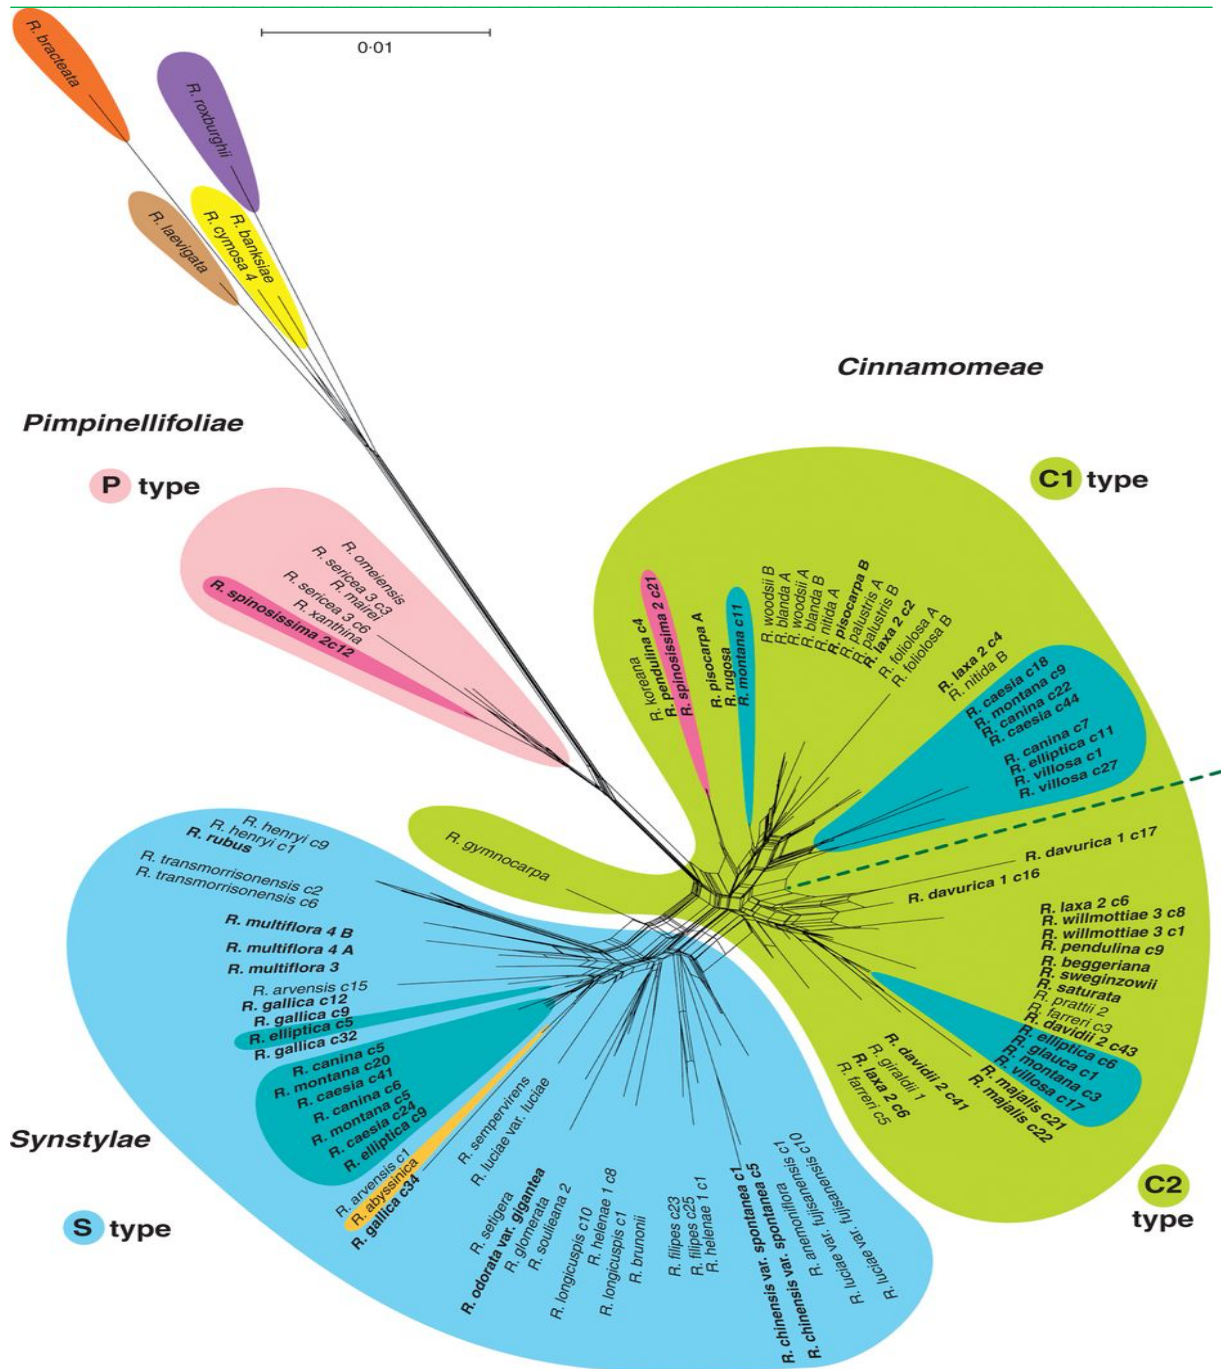 0·01
R. bracteata
R. roxburghii
R. laevigata
R. banksiae
R. cymosa 4
Cinnamomeae
Pimpinellifoliae
P type
C1 type
R. omeiensis
R. sericea 3 c3
R. mairei
R. sericea 3 c6
R. xanthina
R. spinosissima 2c12
R. koreana
R. pendulina c4
R. spinosissima 2 c21
R. pisocarpa A
R. rugosa
R. montana c11
R. woodsii B
R. blanda A
R. woodsii A
R. blanda B
R. nitida A
R. pisocarpa B
R. palustris A
R. palustris B
R. laxa 2 c2
R. foliolosa A
R. foliolosa B
R. laxa 2 c4
R. nitida B
R. caesia c18
R. montana c9
R. canina c22
R. caesia c44
R. canina c7
R. elliptica c11
R. villosa c1
R. villosa c27
R. davurica 1 c17
R. davurica 1 c16
R. laxa 2 c6
R. willmottiae 3 c8
R. willmottiae 3 c1
R. pendulina c9
R. beggeriana
R. sweginzowii
R. saturata
R. prattii 2
R. farreri c3
R. davidii 2 c43
R. elliptica c6
R. glauca c1
R. montana c3
R. villosa c17
R. majalis c21
R. majalis c22
R. davidii 2 c41
R. giraldii 1
R. laxa 2 c6
R. farreri c5
C2 type
R. gymnocarpa
R. henryi c9
R. henryi c1
R. rubus
R. transmorrisonensis c2
R. transmorrisonensis c6
R. multiflora 4 B
R. multiflora 4 A
R. multiflora 3
R. arvensis c15
R. gallica c12
R. gallica c9
R. elliptica c5
R. gallica c32
R. canina c5
R. montana c20
R. caesia c41
R. canina c6
R. montana c5
R. caesia c24
R. elliptica c9
R. arvensis c1
R. abyssinica
R. gallica c34
Synstylae
S type
R. sempervirens
R. luciae var. luciae
R. setigera
R. odorata var. gigantea
R. glomerata
R. soulieana 2
R. longicuspis c10
R. helenae 1 c8
R. longicuspis c1
R. brunonii
R. filipes c23
R. filipes c25
R. helenae 1 c1
R. chinensis var. spontanea c1
R. chinensis var. spontanea c5
R. anemoniflora
R. luciae var. fujisanensis c1
R. luciae var. fujisanensis c10